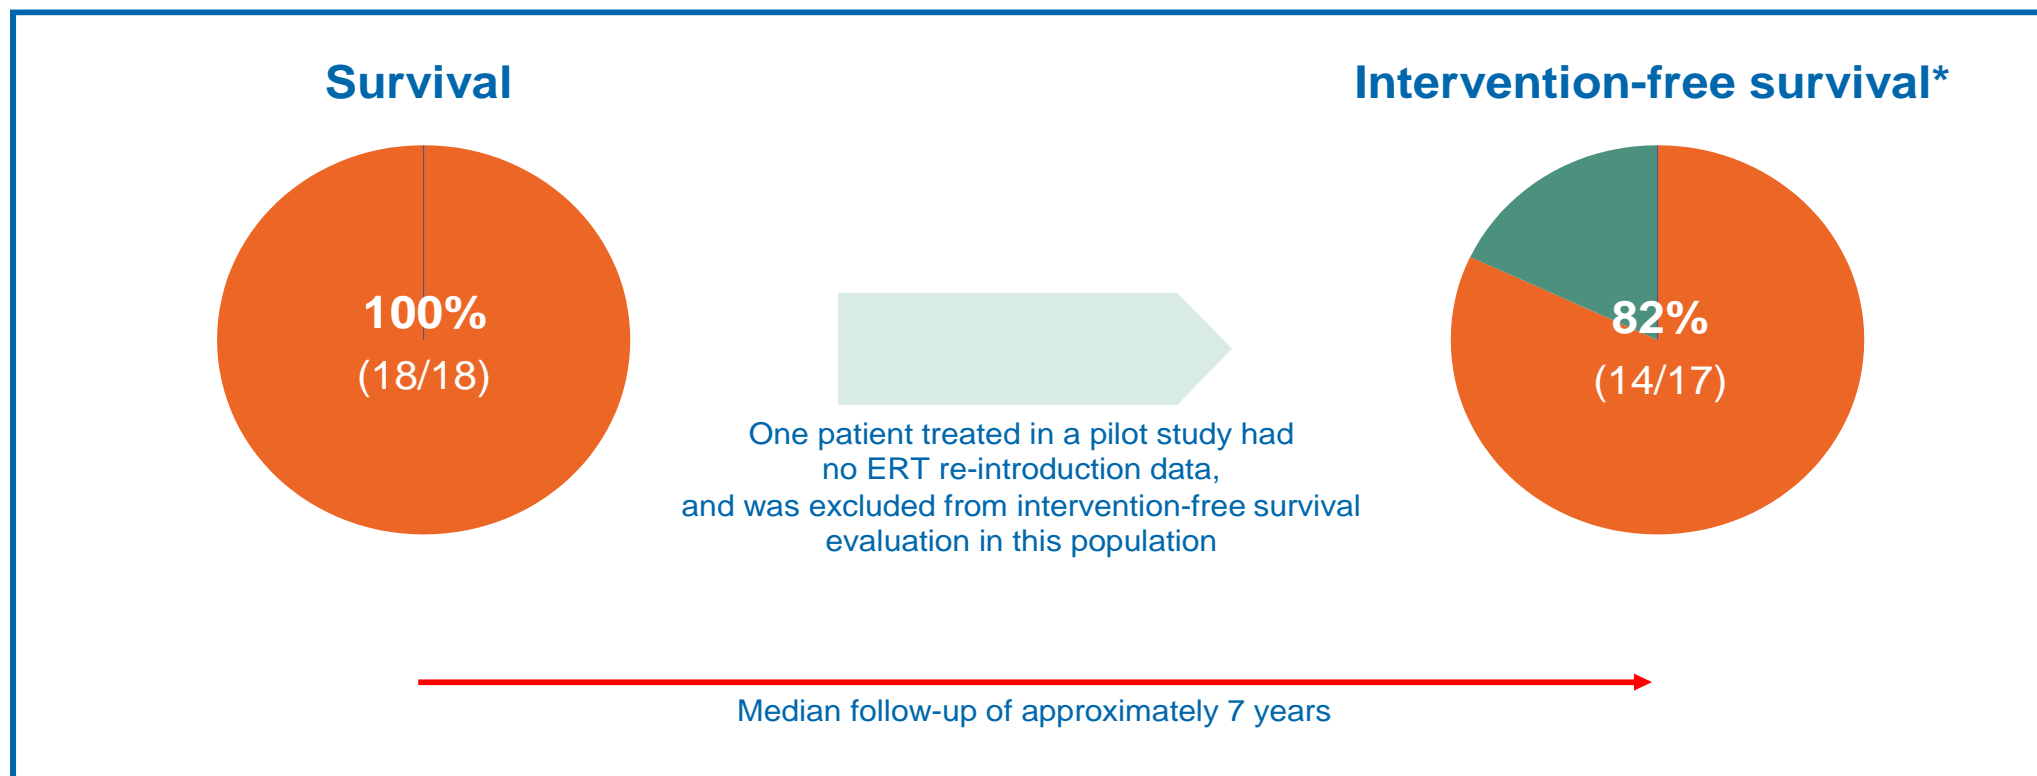 Survival
100%
(18/18)
One patient treated in a pilot study had
no ERT re-introduction data,
and was excluded from intervention-free survival
evaluation in this population
Intervention-free survival*
82%
(14/17)
Median follow-up of approximately 7 years